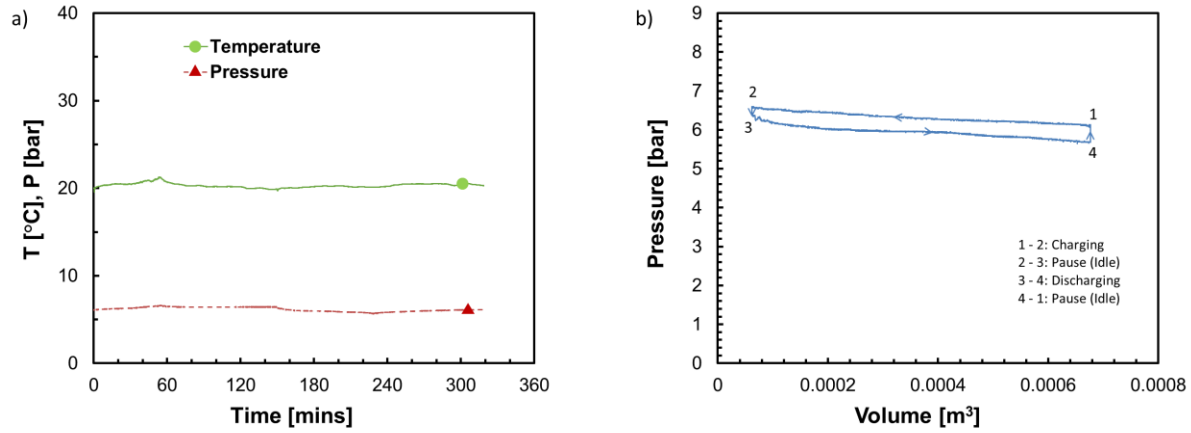 a)
40
30
20
10
0
T [°C], P [bar]
Temperature
Pressure
0 60 120 180 240 300 360
Time [mins]
b)
9
8
7
6
5
4
3
2
1
0
Pressure [bar]
2
3
1
4
1 - 2: Charging
2 - 3: Pause (Idle)
3 - 4: Discharging
4 - 1: Pause (Idle)
0 0.0002 0.0004 0.0006 0.0008
Volume [m³]